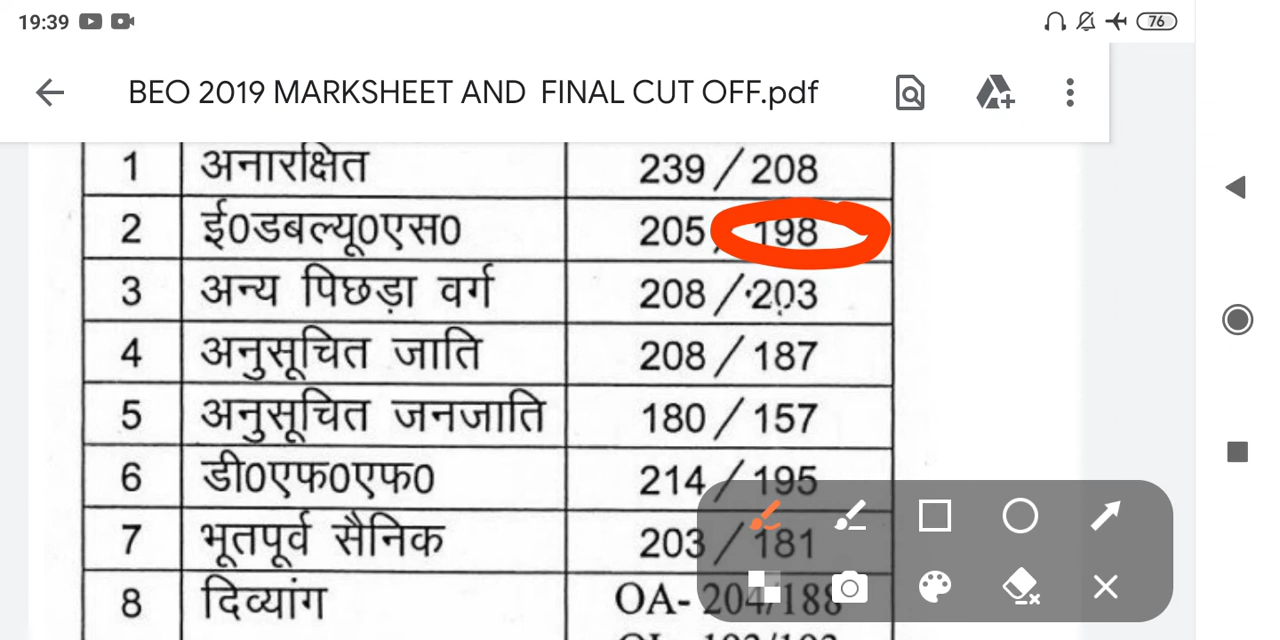 19:39
76
BEO 2019 MARKSHEET AND FINAL CUT OFF.pdf
1 अनारक्षित 239 / 208
2 ई0डबल्यू0एस0 205 / 198
3 अन्य पिछड़ा वर्ग 208 / 203
4 अनुसूचित जाति 208 / 187
5 अनुसूचित जनजाति 180 / 157
6 डी0एफ0एफ0 214 / 195
7 भूतपूर्व सैनिक 203 / 181
8 दिव्यांग OA- 204/188